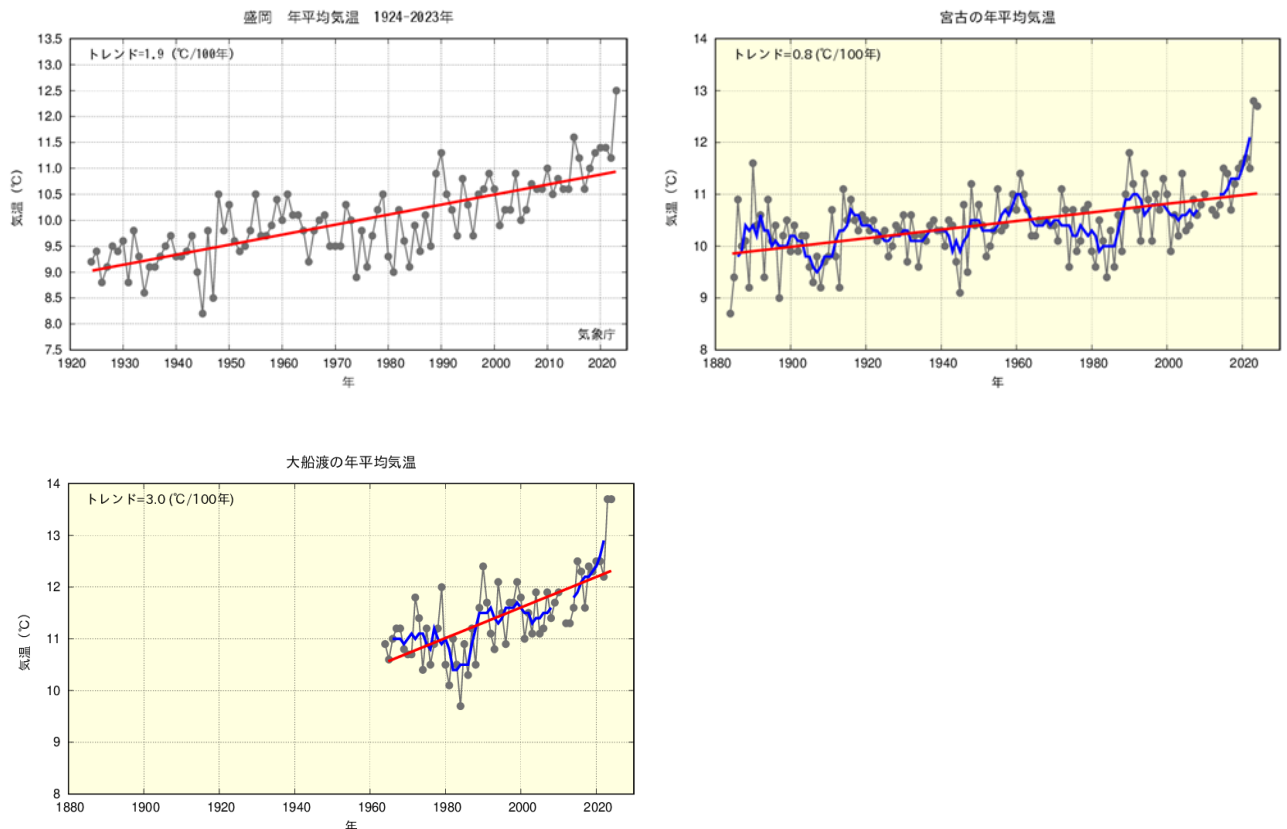 盛岡　年平均気温　1924-2023年
トレンド=1.9 (℃/100年)
気温 (℃)
13.5
13.0
12.5
12.0
11.5
11.0
10.5
10.0
9.5
9.0
8.5
8.0
7.5
気象庁
1920 1930 1940 1950 1960 1970 1980 1990 2000 2010 2020
年
宮古の年平均気温
トレンド=0.8 (℃/100年)
気温 (℃)
14
13
12
11
10
9
8
1880 1900 1920 1940 1960 1980 2000 2020
年
大船渡の年平均気温
トレンド=3.0 (℃/100年)
気温 (℃)
14
13
12
11
10
9
8
1880 1900 1920 1940 1960 1980 2000 2020
年